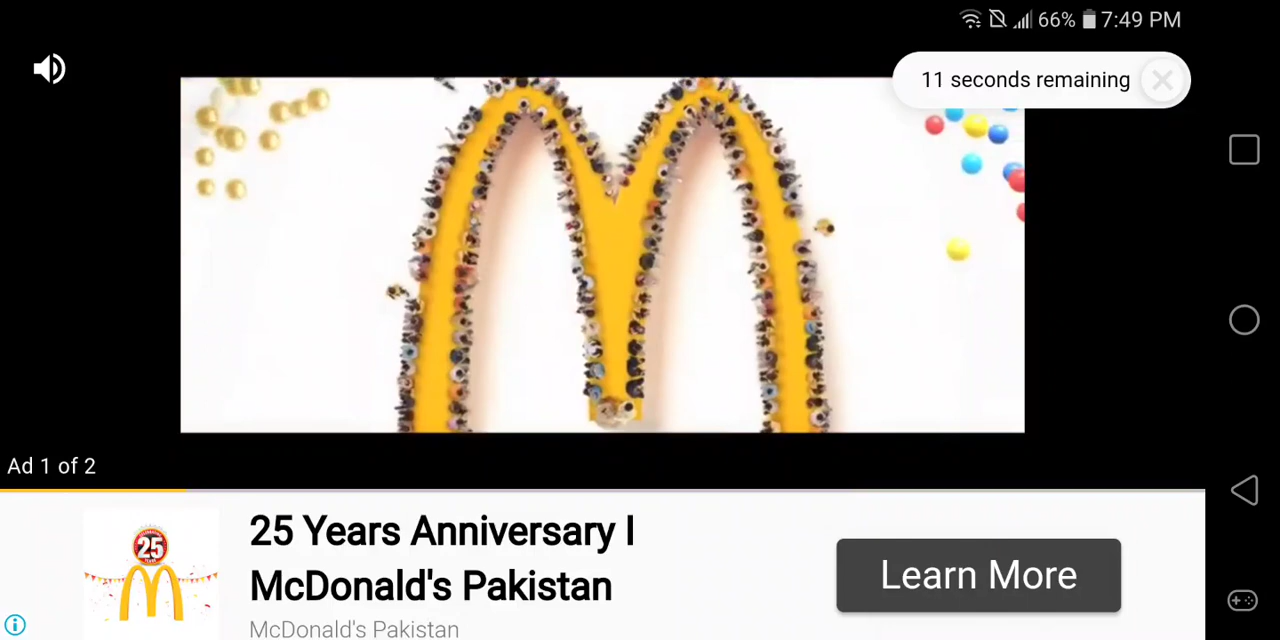 66% 7:49 PM
11 seconds remaining
Ad 1 of 2
25
25 Years Anniversary |
McDonald's Pakistan
McDonald's Pakistan
Learn More